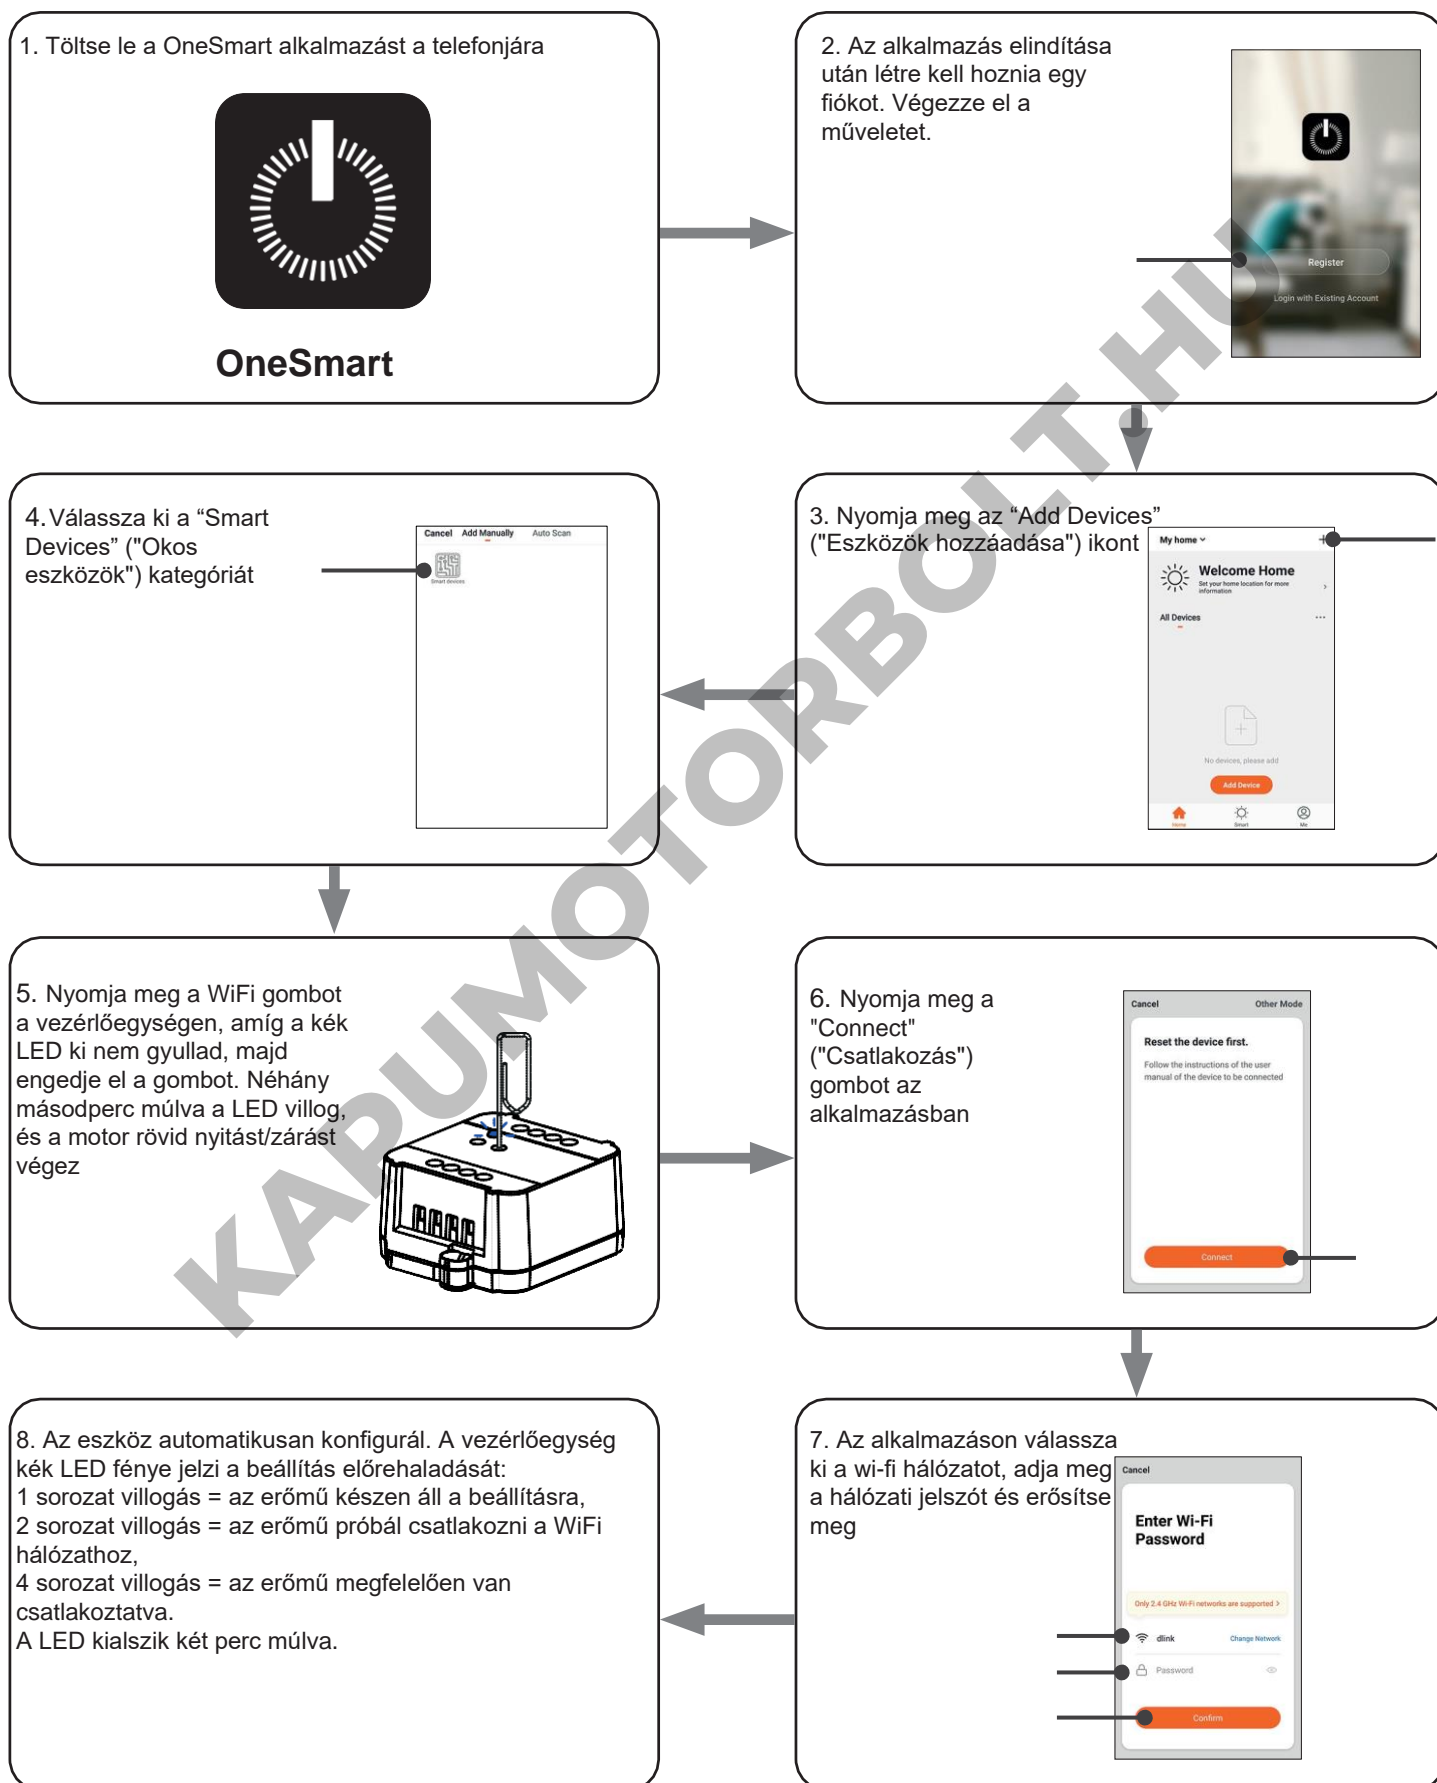 1. Töltse le a OneSmart alkalmazást a telefonjára
OneSmart
2. Az alkalmazás elindítása
után létre kell hoznia egy
fiókot. Végezze el a
műveletet.
Register
Login with Existing Account
3. Nyomja meg az “Add Devices”
("Eszközök hozzáadása") ikont
My home
Welcome Home
Set your home location for more
information
All Devices
No devices, please add
Add Device
Home
Smart
Me
4. Válassza ki a “Smart
Devices” ("Okos
eszközök") kategóriát
Cancel Add Manually Auto Scan
Smart devices
5. Nyomja meg a WiFi gombot
a vezérlőegységen, amíg a kék
LED ki nem gyullad, majd
engedje el a gombot. Néhány
másodperc múlva a LED villog,
és a motor rövid nyitást/zárást
végez
6. Nyomja meg a
"Connect"
("Csatlakozás")
gombot az
alkalmazásban
Cancel Other Mode
Reset the device first.
Follow the instructions of the user
manual of the device to be connected
Connect
7. Az alkalmazáson válassza
ki a wi-fi hálózatot, adja meg
a hálózati jelszót és erősítse
meg
Cancel
Enter Wi-Fi
Password
Only 2.4 GHz Wi-Fi networks are supported >
dlink Change Network
Password
Confirm
8. Az eszköz automatikusan konfigurál. A vezérlőegység
kék LED fénye jelzi a beállítás előrehaladását:
1 sorozat villogás = az erőmű készen áll a beállításra,
2 sorozat villogás = az erőmű próbál csatlakozni a WiFi
hálózathoz,
4 sorozat villogás = az erőmű megfelelően van
csatlakoztatva.
A LED kialszik két perc múlva.
KAPUMOTORBOLT.HU